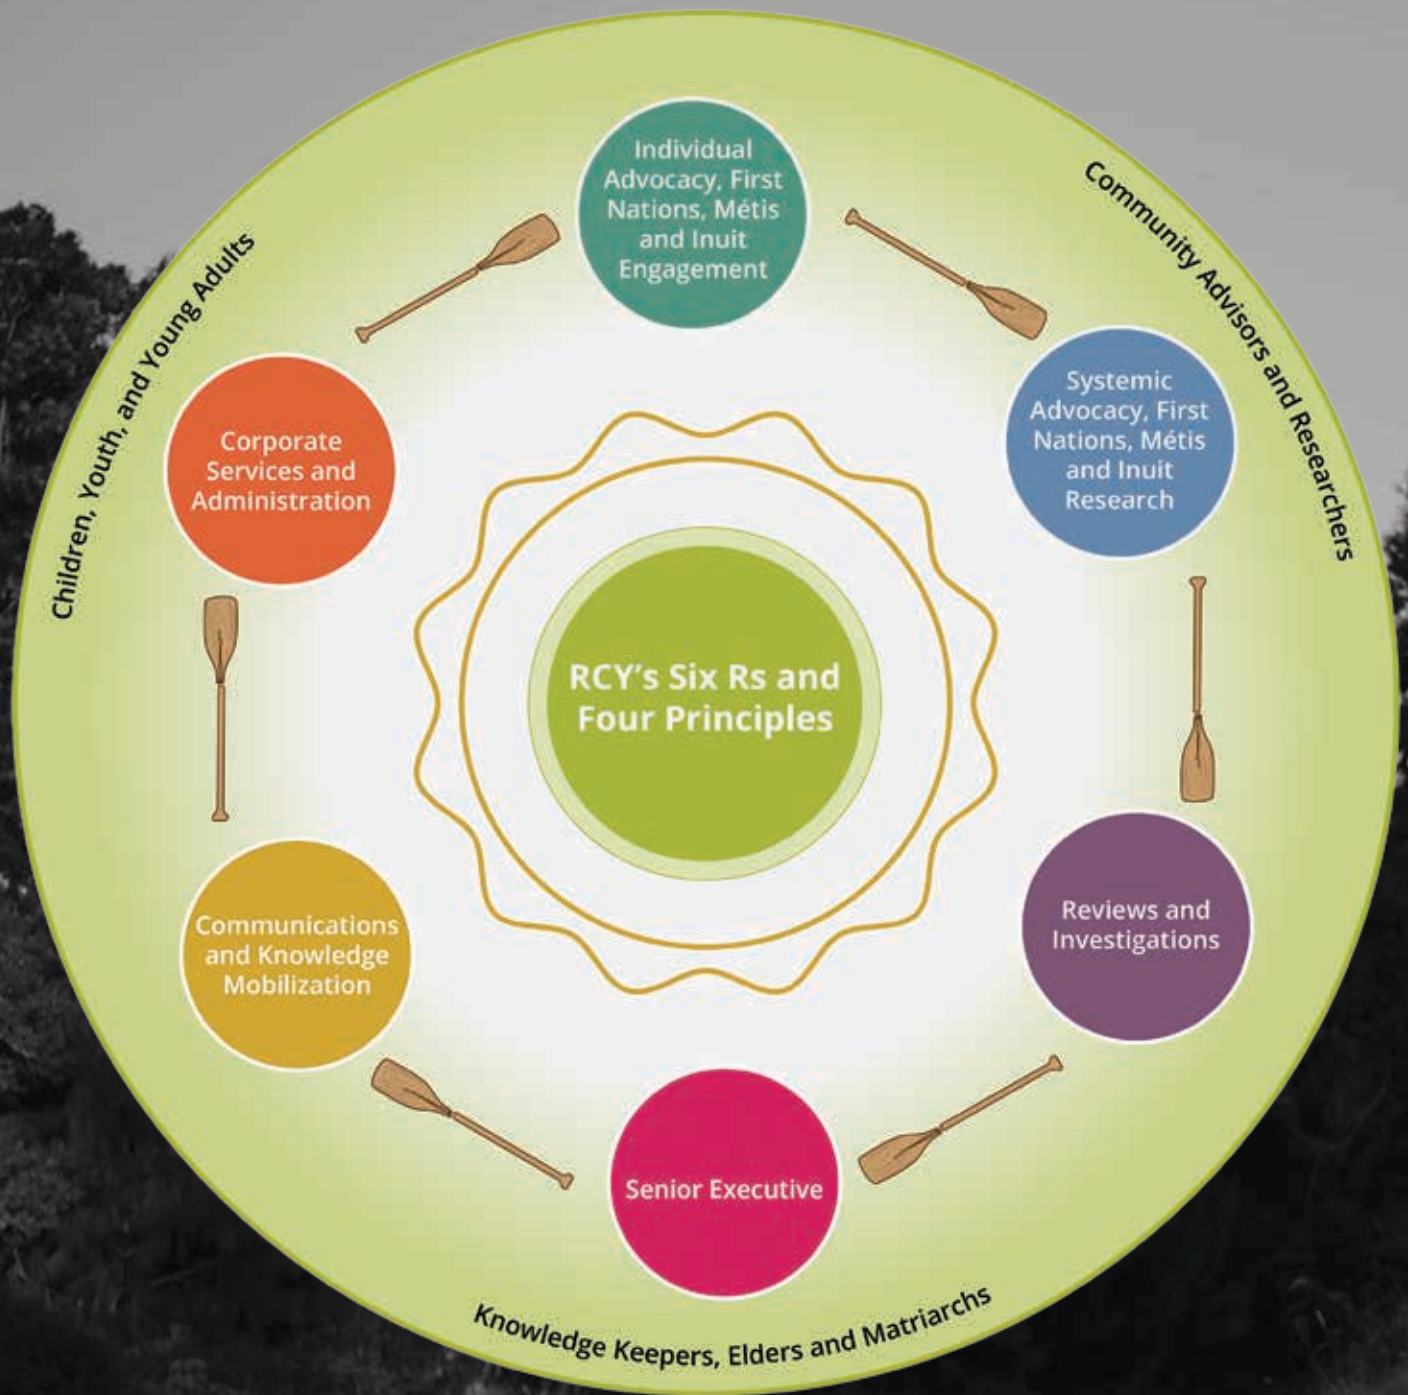 Individual
Advocacy, First
Nations, Métis
and Inuit
Engagement
Community Advisors and Researchers
Children, Youth, and Young Adults
Systemic
Advocacy, First
Nations, Métis
and Inuit
Research
Corporate
Services and
Administration
RCY’s Six Rs and
Four Principles
Reviews and
Investigations
Communications
and Knowledge
Mobilization
Senior Executive
Knowledge Keepers, Elders and Matriarchs